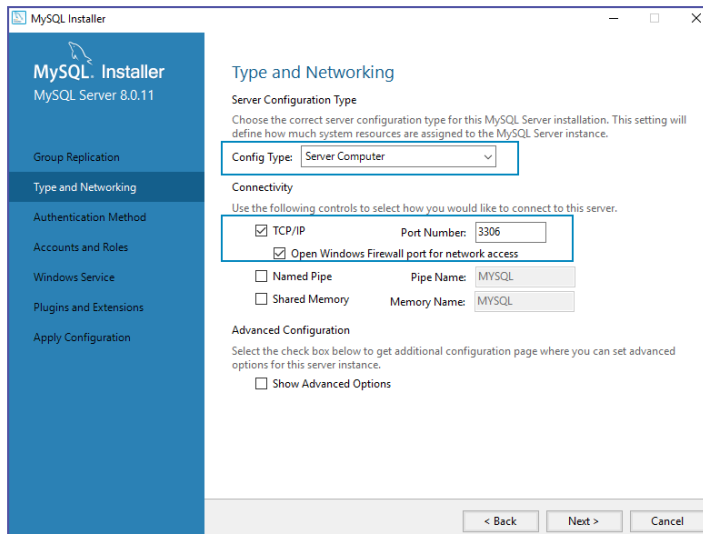 MySQL Installer
MySQL. Installer
MySQL Server 8.0.11
Group Replication
Type and Networking
Authentication Method
Accounts and Roles
Windows Service
Plugins and Extensions
Apply Configuration
Type and Networking
Server Configuration Type
Choose the correct server configuration type for this MySQL Server installation. This setting will
define how much system resources are assigned to the MySQL Server instance.
Config Type: Server Computer
Connectivity
Use the following controls to select how you would like to connect to this server.
TCP/IP Port Number: 3306
Open Windows Firewall port for network access
Named Pipe Pipe Name: MYSQL
Shared Memory Memory Name: MYSQL
Advanced Configuration
Select the check box below to get additional configuration page where you can set advanced
options for this server instance.
Show Advanced Options
< Back Next > Cancel